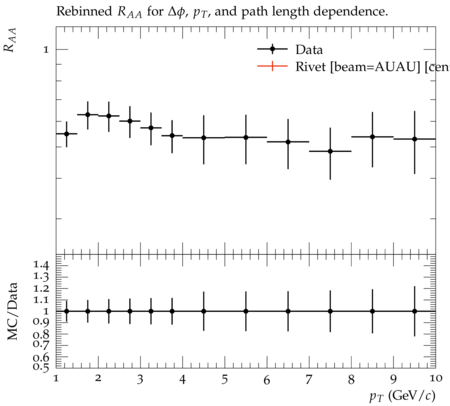 Rebinned R_AA for Δϕ, p_T, and path length dependence.
R_AA
1
Data
Rivet [beam=AUAU] [cen
MC/Data
1.4
1.3
1.2
1.1
1
0.9
0.8
0.7
0.6
0.5
1 2 3 4 5 6 7 8 9 10
p_T (GeV/c)